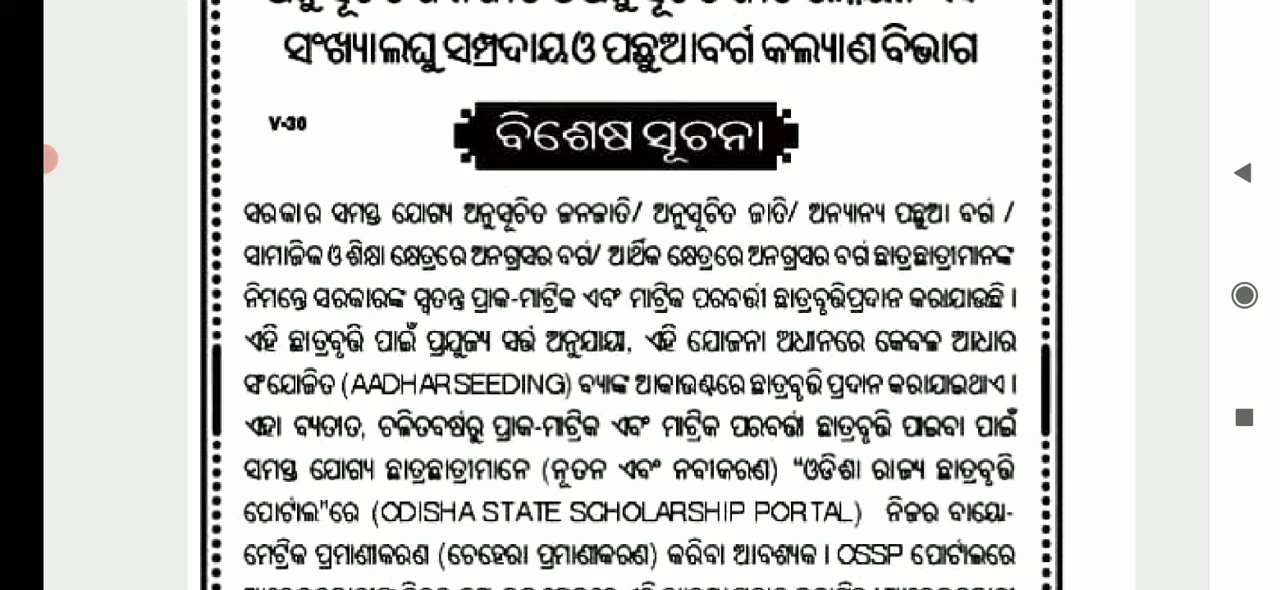 ସଂଖ୍ୟାଲଘୁ ସମ୍ପ୍ରଦାୟ ଓ ପଛୁଆବର୍ଗ କଲ୍ୟାଣ ବିଭାଗ
V-30
ବିଶେଷ ସୂଚନା
ସରକାର ସମସ୍ତ ଯୋଗ୍ୟ ଅନୁସୂଚିତ ଜନଜାତି/ ଅନୁସୂଚିତ ଜାତି/ ଅନ୍ୟାନ୍ୟ ପଛୁଆ ବର୍ଗ /
ସାମାଜିକ ଓ ଶିକ୍ଷା କ୍ଷେତ୍ରରେ ଅନଗ୍ରସର ବର୍ଗ/ ଆର୍ଥିକ କ୍ଷେତ୍ରରେ ଅନଗ୍ରସର ବର୍ଗ ଛାତ୍ରଛାତ୍ରୀମାନଙ୍କ
ନିମନ୍ତେ ସରକାରଙ୍କ ସ୍ୱତନ୍ତ୍ର ପ୍ରାକ-ମାଟ୍ରିକ ଏବଂ ମାଟ୍ରିକ ପରବର୍ତ୍ତୀ ଛାତ୍ରବୃତ୍ତିପ୍ରଦାନ କରାଯାଉଛି ।
ଏହି ଛାତ୍ରବୃତ୍ତି ପାଇଁ ପ୍ରଯୁଜ୍ୟ ସର୍ତ୍ତ ଅନୁଯାୟୀ, ଏହି ଯୋଜନା ଅଧୀନରେ କେବଳ ଆଧାର
ସଂଯୋଜିତ (AADHAR SEEDING) ବ୍ୟାଙ୍କ ଆକାଉଣ୍ଟରେ ଛାତ୍ରବୃତ୍ତି ପ୍ରଦାନ କରାଯାଇଥାଏ ।
ଏହା ବ୍ୟତୀତ, ଚଳିତବର୍ଷରୁ ପ୍ରାକ-ମାଟ୍ରିକ ଏବଂ ମାଟ୍ରିକ ପରବର୍ତ୍ତୀ ଛାତ୍ରବୃତ୍ତି ପାଇବା ପାଇଁ
ସମସ୍ତ ଯୋଗ୍ୟ ଛାତ୍ରଛାତ୍ରୀମାନେ (ନୂତନ ଏବଂ ନବୀକରଣ) “ଓଡିଶା ରାଜ୍ୟ ଛାତ୍ରବୃତ୍ତି
ପୋର୍ଟାଲ”ରେ (ODISHA STATE SCHOLARSHIP PORTAL) ନିଜର ବାୟୋ-
ମେଟ୍ରିକ ପ୍ରମାଣୀକରଣ (ଚେହେରା ପ୍ରମାଣୀକରଣ) କରିବା ଆବଶ୍ୟକ । OSSP ପୋର୍ଟାଲରେ